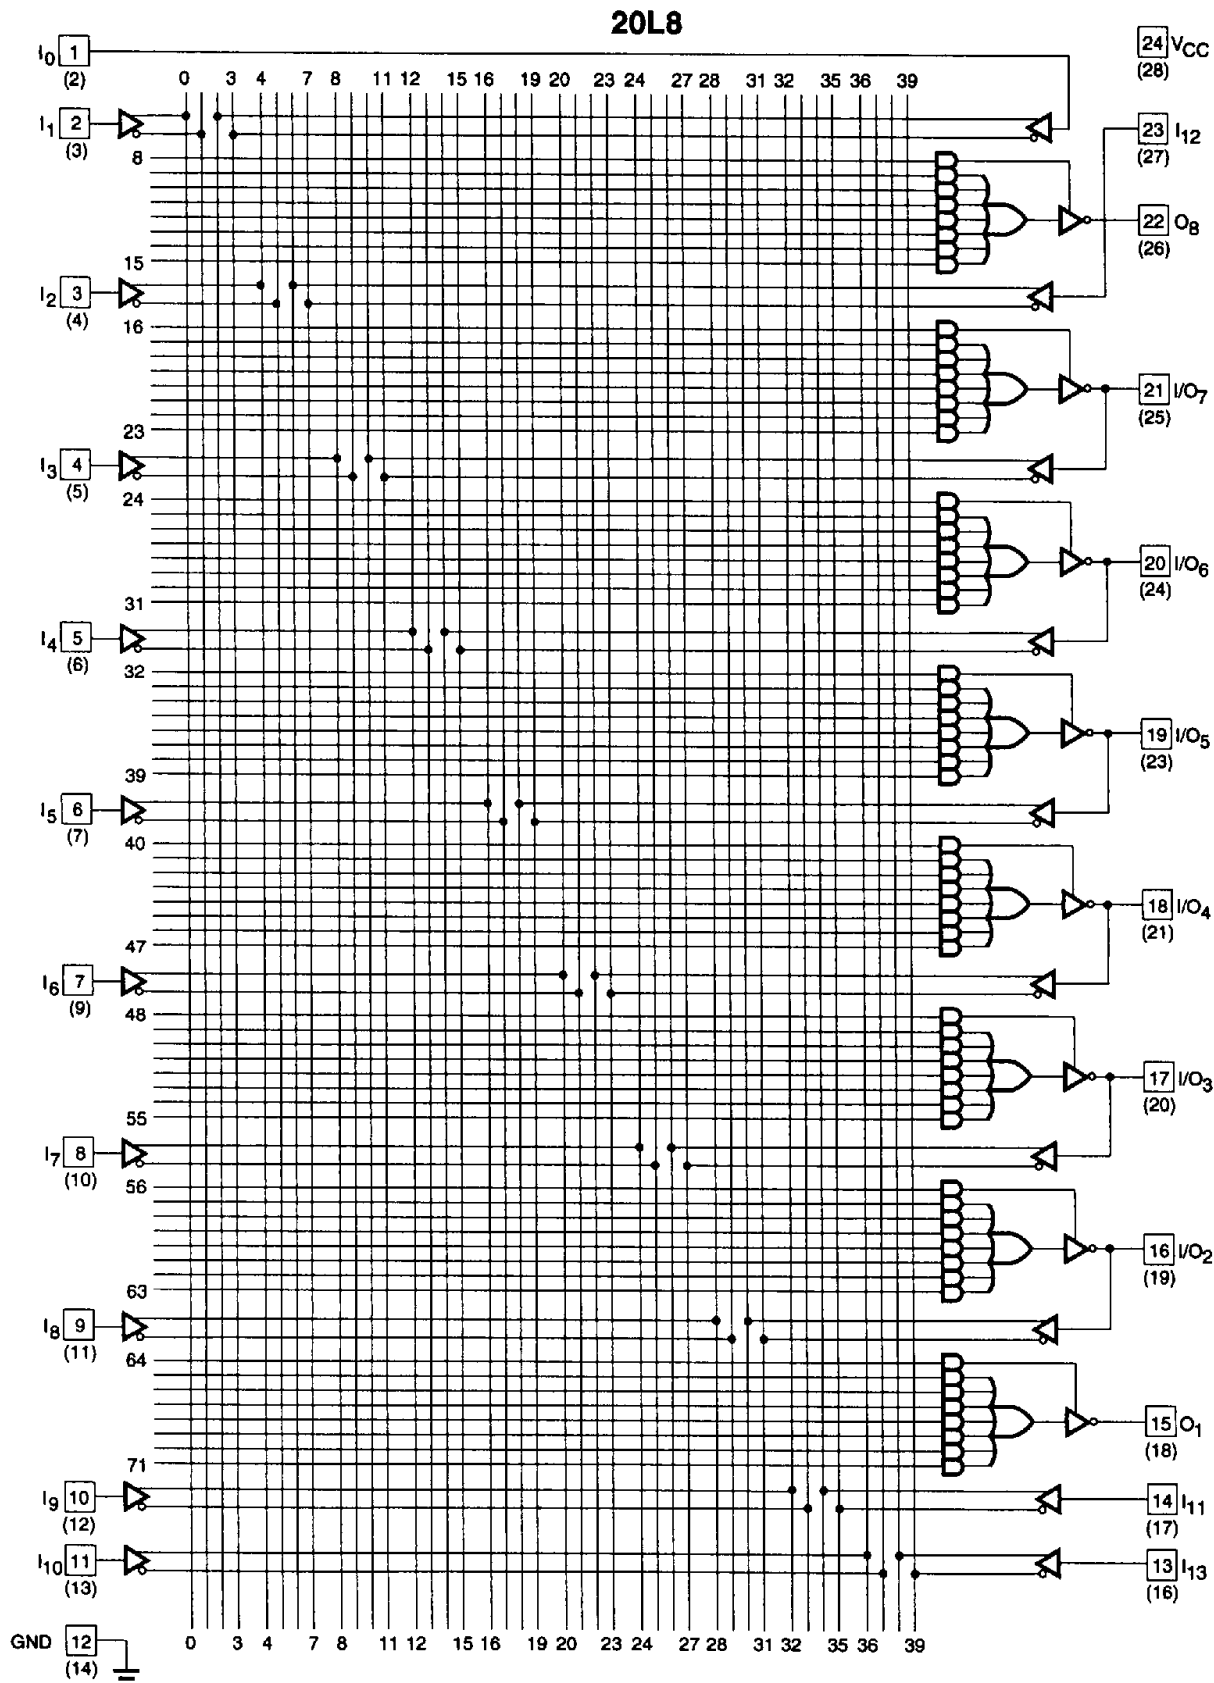 20L8
I0 1 24 VCC
(2) (28)
0 3 4 7 8 11 12 15 16 19 20 23 24 27 28 31 32 35 36 39
I1 2 23 I12
(3) (27)
8
22 O8
(26)
15
I2 3
(4)
16
21 I/O7
(25)
23
I3 4
(5)
24
20 I/O6
(24)
31
I4 5
(6)
32
19 I/O5
(23)
39
I5 6
(7)
40
18 I/O4
(21)
47
I6 7
(9)
48
17 I/O3
(20)
55
I7 8
(10)
56
16 I/O2
(19)
63
I8 9
(11)
64
15 O1
(18)
71
I9 10 14 I11
(12) (17)
I10 11 13 I13
(13) (16)
GND 12
(14)
0 3 4 7 8 11 12 15 16 19 20 23 24 27 28 31 32 35 36 39